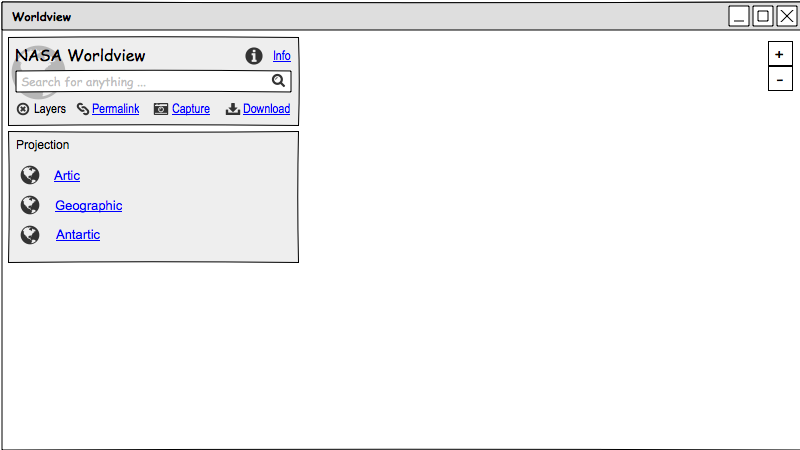 Worldview
NASA Worldview Info
Search for anything ...
Layers Permalink Capture Download
Projection
Artic
Geographic
Antartic
+
-